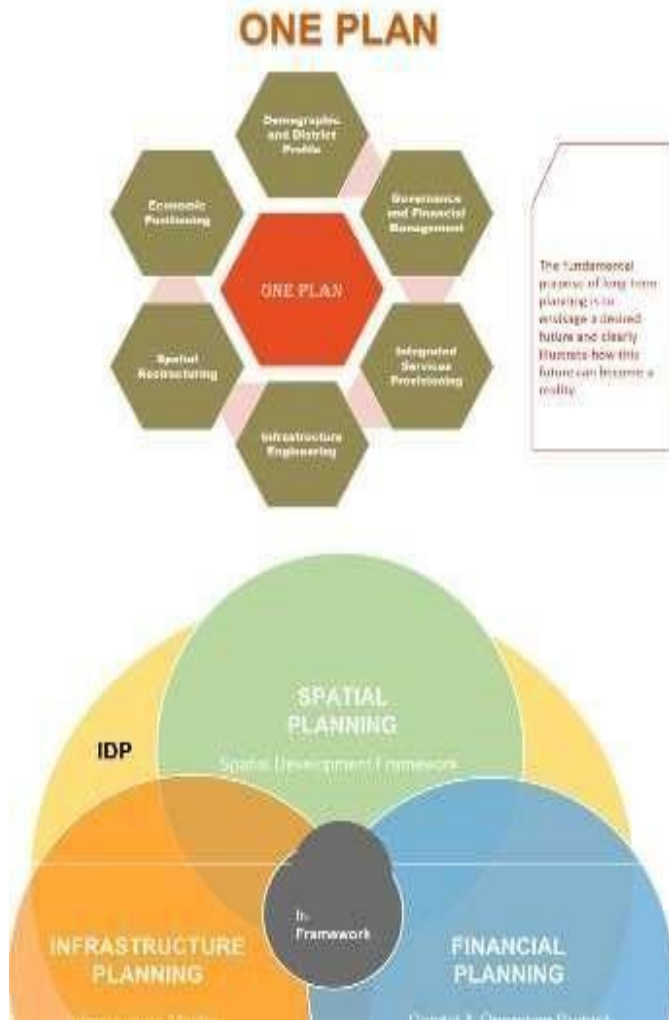 ONE PLAN
Demographic
and District
Profile
Economic
Positioning
Governance
and Financial
Management
ONE PLAN
Spatial
Restructuring
Integrated
Services
Provisioning
Infrastructure
Engineering
The fundamental
purpose of long term
planning is to
envisage a desired
future and clearly
illustrate how this
future can become a
reality
SPATIAL
PLANNING
IDP
Spatial Development Framework
Framework
INFRASTRUCTURE
PLANNING
FINANCIAL
PLANNING